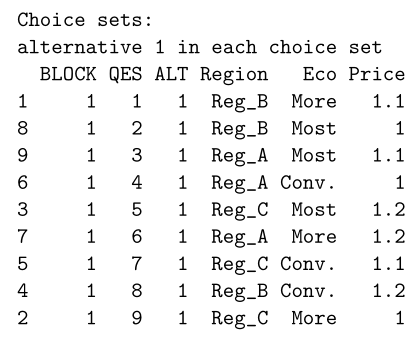 Choice sets:
alternative 1 in each choice set
BLOCK QES ALT Region Eco Price
1 1 1 1 Reg_B More 1.1
8 1 2 1 Reg_B Most 1
9 1 3 1 Reg_A Most 1.1
6 1 4 1 Reg_A Conv. 1
3 1 5 1 Reg_C Most 1.2
7 1 6 1 Reg_A More 1.2
5 1 7 1 Reg_C Conv. 1.1
4 1 8 1 Reg_B Conv. 1.2
2 1 9 1 Reg_C More 1